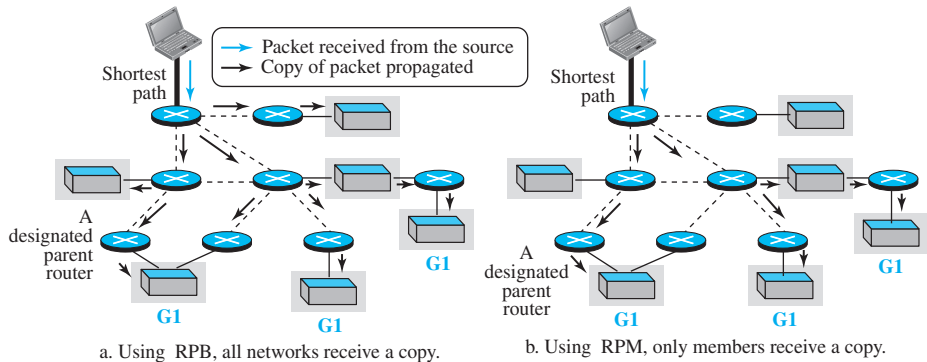 Packet received from the source
Copy of packet propagated
Shortest
path
A
designated
parent
router
G1
G1
G1
a. Using RPB, all networks receive a copy.
Shortest
path
A
designated
parent
router
G1
G1
G1
b. Using RPM, only members receive a copy.